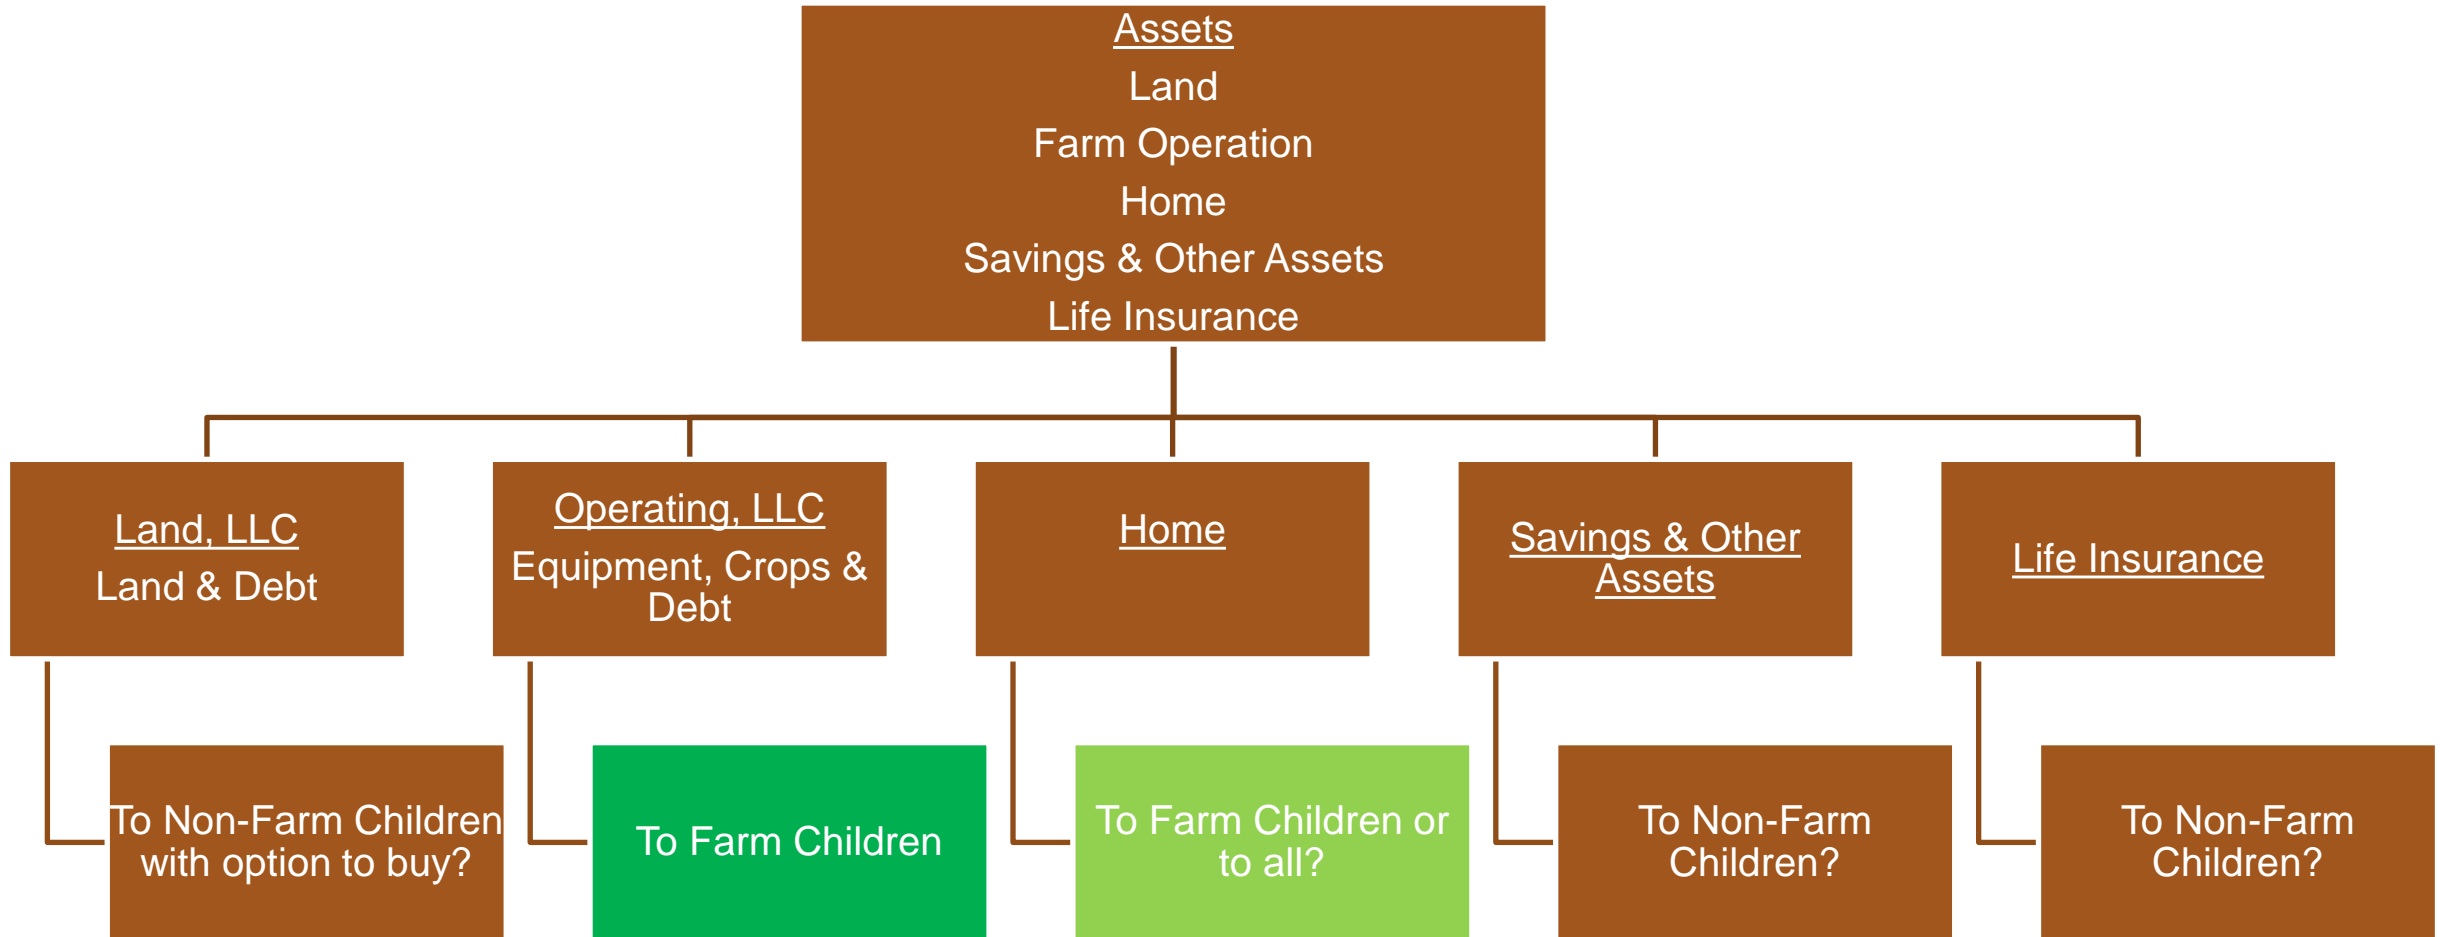 Assets
Land
Farm Operation
Home
Savings & Other Assets
Life Insurance
Land, LLC
Land & Debt
Operating, LLC
Equipment, Crops &
Debt
Home
Savings & Other
Assets
Life Insurance
To Non-Farm Children
with option to buy?
To Farm Children
To Farm Children or
to all?
To Non-Farm
Children?
To Non-Farm
Children?